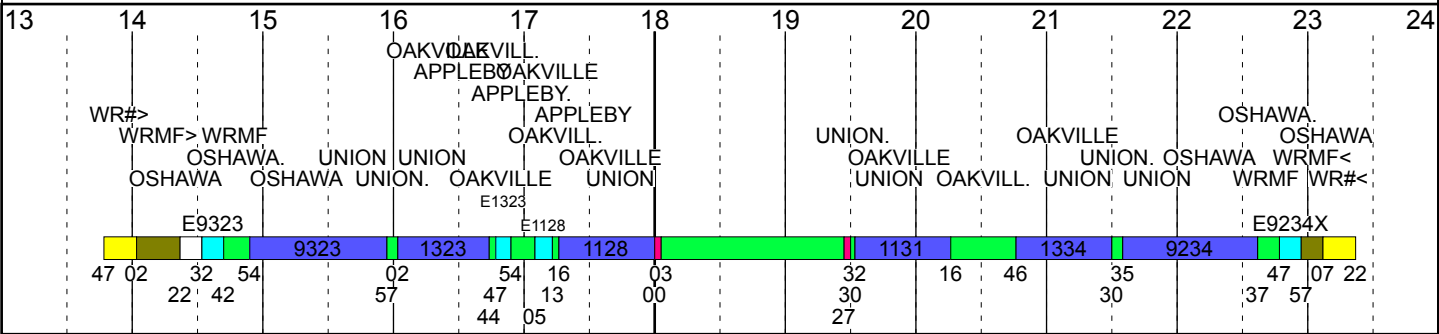 13 14 15 16 17 18 19 20 21 22 23 24
OAKVILLE OAKVILL.
APPLEBY OAKVILLE
APPLEBY. OSHAWA.
WR#> APPLEBY
WRMF> WRMF OAKVILL. UNION. OAKVILLE OSHAWA
OSHAWA. UNION UNION OAKVILLE OAKVILLE UNION. OSHAWA WRMF<
OSHAWA OSHAWA UNION. OAKVILLE UNION UNION OAKVILL. UNION UNION WRMF WR#<
E1323
E9323 E1128 E9234X
9323 1323 1128 1131 1334 9234
47 02 32 54 02 54 16 03 32 16 46 35 47 07 22
22 42 57 47 13 00 30 30 37 57
44 05 27